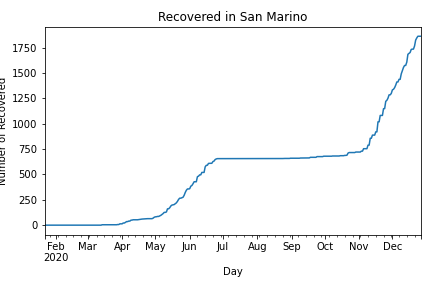 Recovered in San Marino
Number of Recovered
1750
1500
1250
1000
750
500
250
0
Feb Mar Apr May Jun Jul Aug Sep Oct Nov Dec
2020
Day